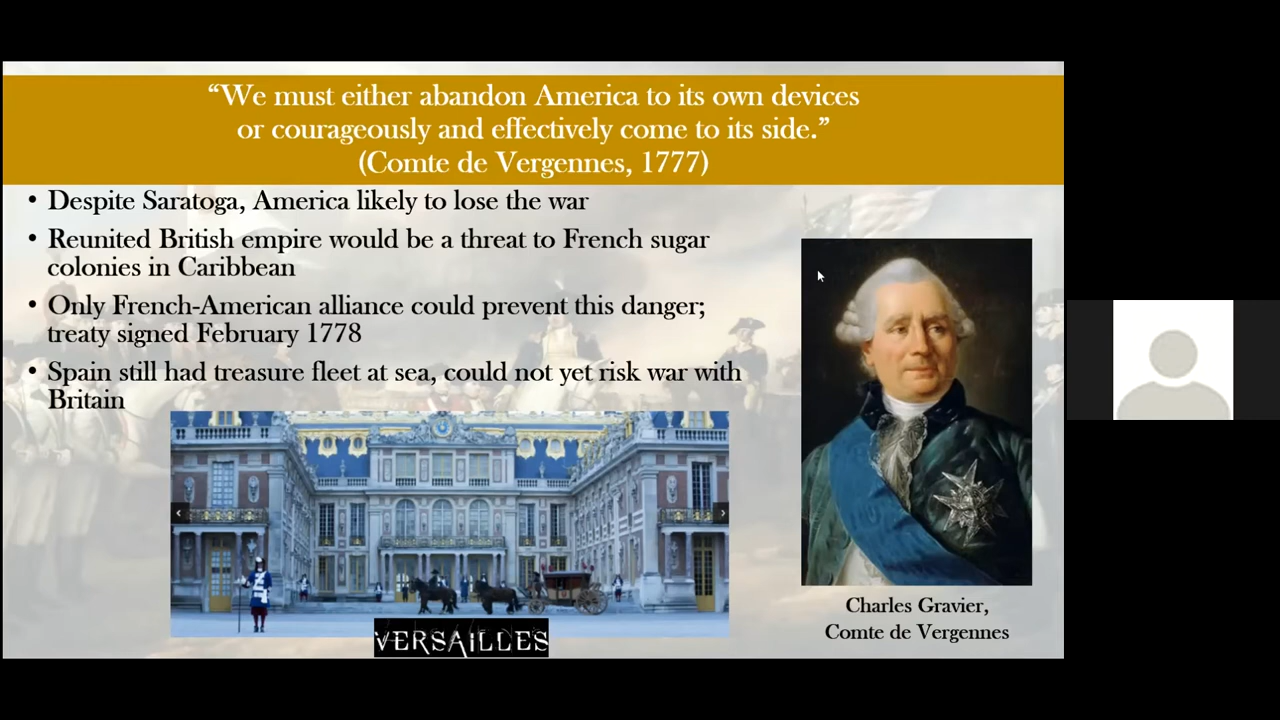 “We must either abandon America to its own devices
or courageously and effectively come to its side.”
(Comte de Vergennes, 1777)
• Despite Saratoga, America likely to lose the war
• Reunited British empire would be a threat to French sugar
colonies in Caribbean
• Only French-American alliance could prevent this danger;
treaty signed February 1778
• Spain still had treasure fleet at sea, could not yet risk war with
Britain
VERSAILLES
Charles Gravier,
Comte de Vergennes